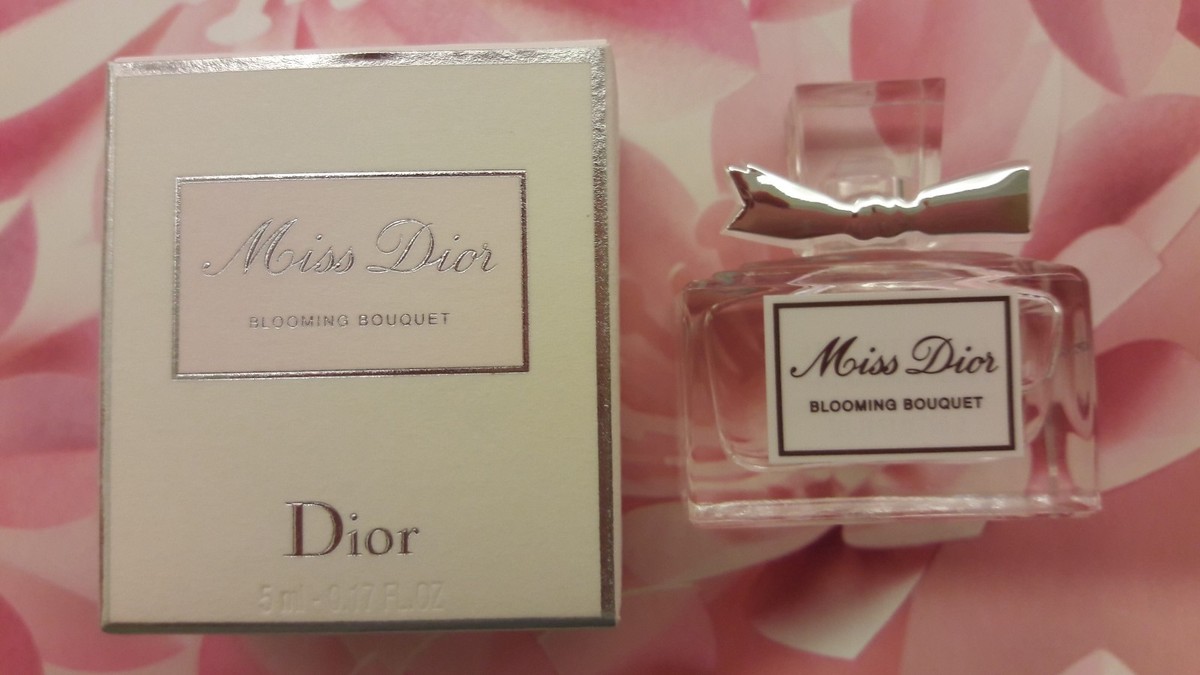 Miss Dior
BLOOMING BOUQUET
Dior
5 ml - 0.17 FL.OZ
Miss Dior
BLOOMING BOUQUET